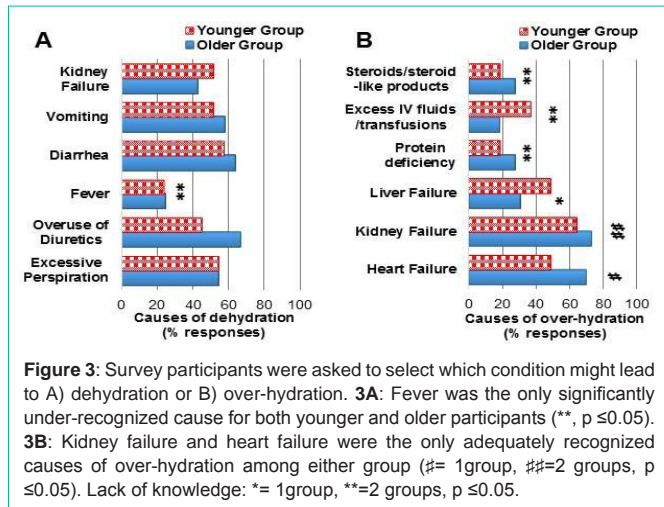 A
Younger Group
Older Group
Kidney
Failure
Vomiting
Diarrhea
Fever
**
Overuse of
Diuretics
Excessive
Perspiration
0 20 40 60 80 100
Causes of dehydration
(% responses)
B
Younger Group
Older Group
Steroids/steroid
-like products
**
Excess IV fluids
/transfusions
**
Protein
deficiency
**
Liver Failure
*
Kidney Failure
♯♯
Heart Failure
♯
0 20 40 60 80 100
Causes of over-hydration
(% responses)
Figure 3: Survey participants were asked to select which condition might lead
to A) dehydration or B) over-hydration. 3A: Fever was the only significantly
under-recognized cause for both younger and older participants (**, p ≤0.05).
3B: Kidney failure and heart failure were the only adequately recognized
causes of over-hydration among either group (♯= 1group, ♯♯=2 groups, p
≤0.05). Lack of knowledge: *= 1group, **=2 groups, p ≤0.05.